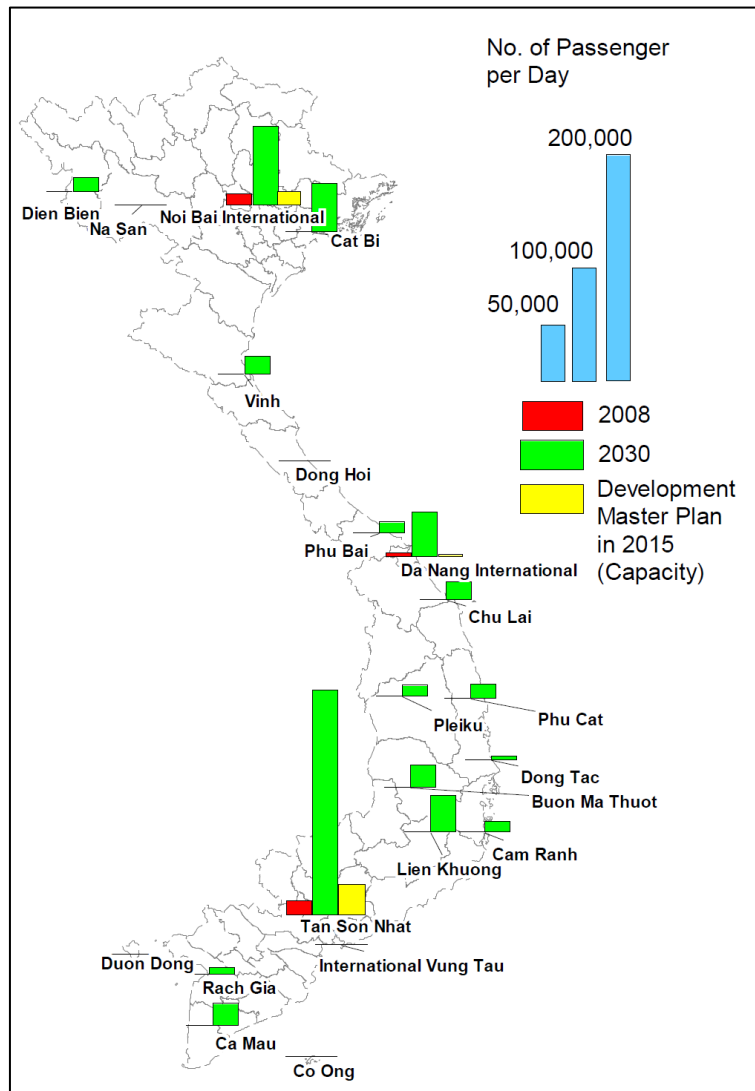 No. of Passenger
per Day
200,000
100,000
50,000
2008
2030
Development
Master Plan
in 2015
(Capacity)
Dien Bien
Na San
Noi Bai International
Cat Bi
Vinh
Dong Hoi
Phu Bai
Da Nang International
Chu Lai
Pleiku
Phu Cat
Dong Tac
Buon Ma Thuot
Cam Ranh
Lien Khuong
Tan Son Nhat
International Vung Tau
Duon Dong
Rach Gia
Ca Mau
Co Ong